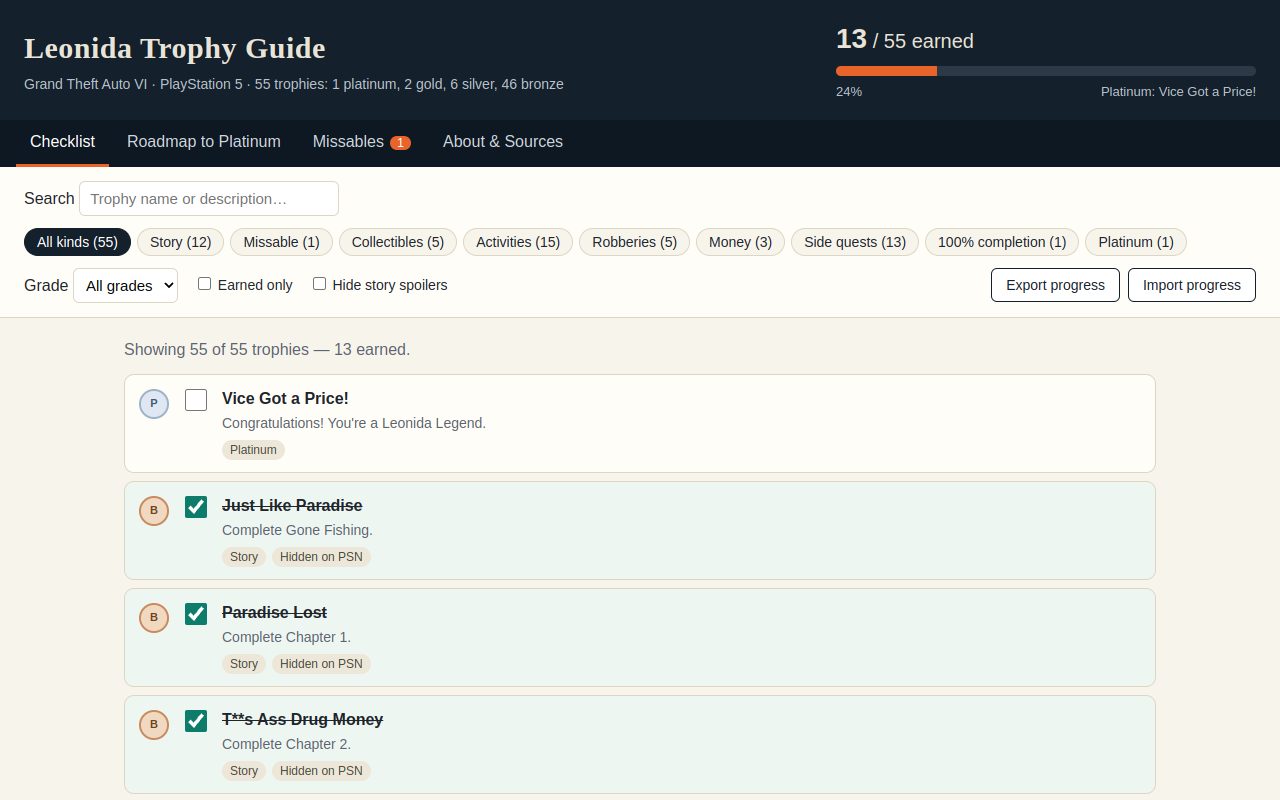 Leonida Trophy Guide
Grand Theft Auto VI · PlayStation 5 · 55 trophies: 1 platinum, 2 gold, 6 silver, 46 bronze
13 / 55 earned
24%
Platinum: Vice Got a Price!
Checklist
Roadmap to Platinum
Missables 1
About & Sources
Search Trophy name or description…
All kinds (55)
Story (12)
Missable (1)
Collectibles (5)
Activities (15)
Robberies (5)
Money (3)
Side quests (13)
100% completion (1)
Platinum (1)
Grade All grades
Earned only
Hide story spoilers
Export progress
Import progress
Showing 55 of 55 trophies — 13 earned.
P
Vice Got a Price!
Congratulations! You're a Leonida Legend.
Platinum
B
Just Like Paradise
Complete Gone Fishing.
Story
Hidden on PSN
B
Paradise Lost
Complete Chapter 1.
Story
Hidden on PSN
B
T**s Ass Drug Money
Complete Chapter 2.
Story
Hidden on PSN